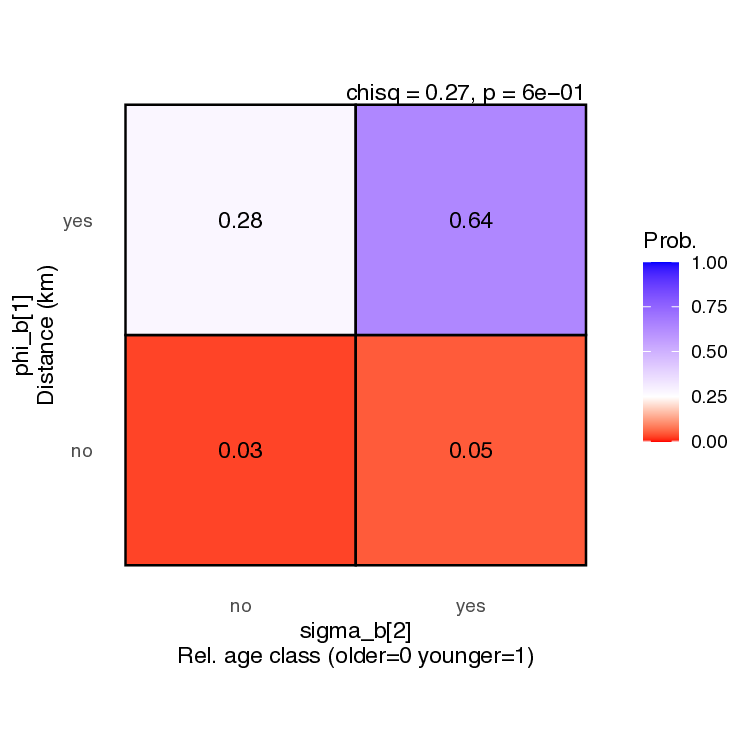 chisq = 0.27, p = 6e−01
yes
no
0.28
0.64
0.03
0.05
phi_b[1]
Distance (km)
no
yes
sigma_b[2]
Rel. age class (older=0 younger=1)
Prob.
1.00
0.75
0.50
0.25
0.00